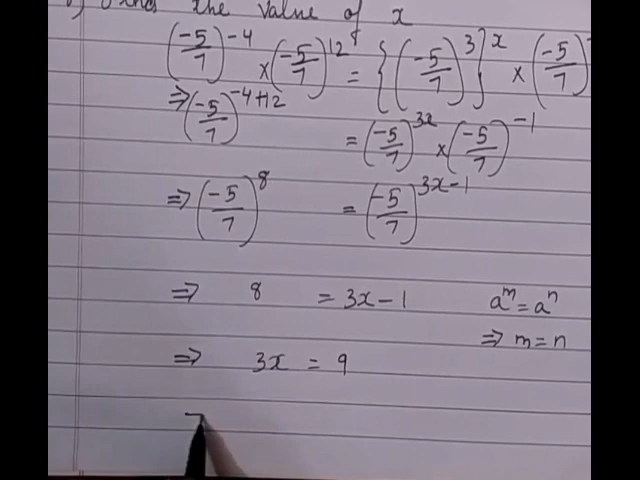 the value of x
(-5/7)^-4 × (-5/7)^12 = {(-5/7)^3}^x × (-5/7)
⇒ (-5/7)^-4+12 = (-5/7)^3x × (-5/7)^-1
⇒ (-5/7)^8 = (-5/7)^3x-1
⇒ 8 = 3x-1 a^m = a^n
⇒ m = n
⇒ 3x = 9